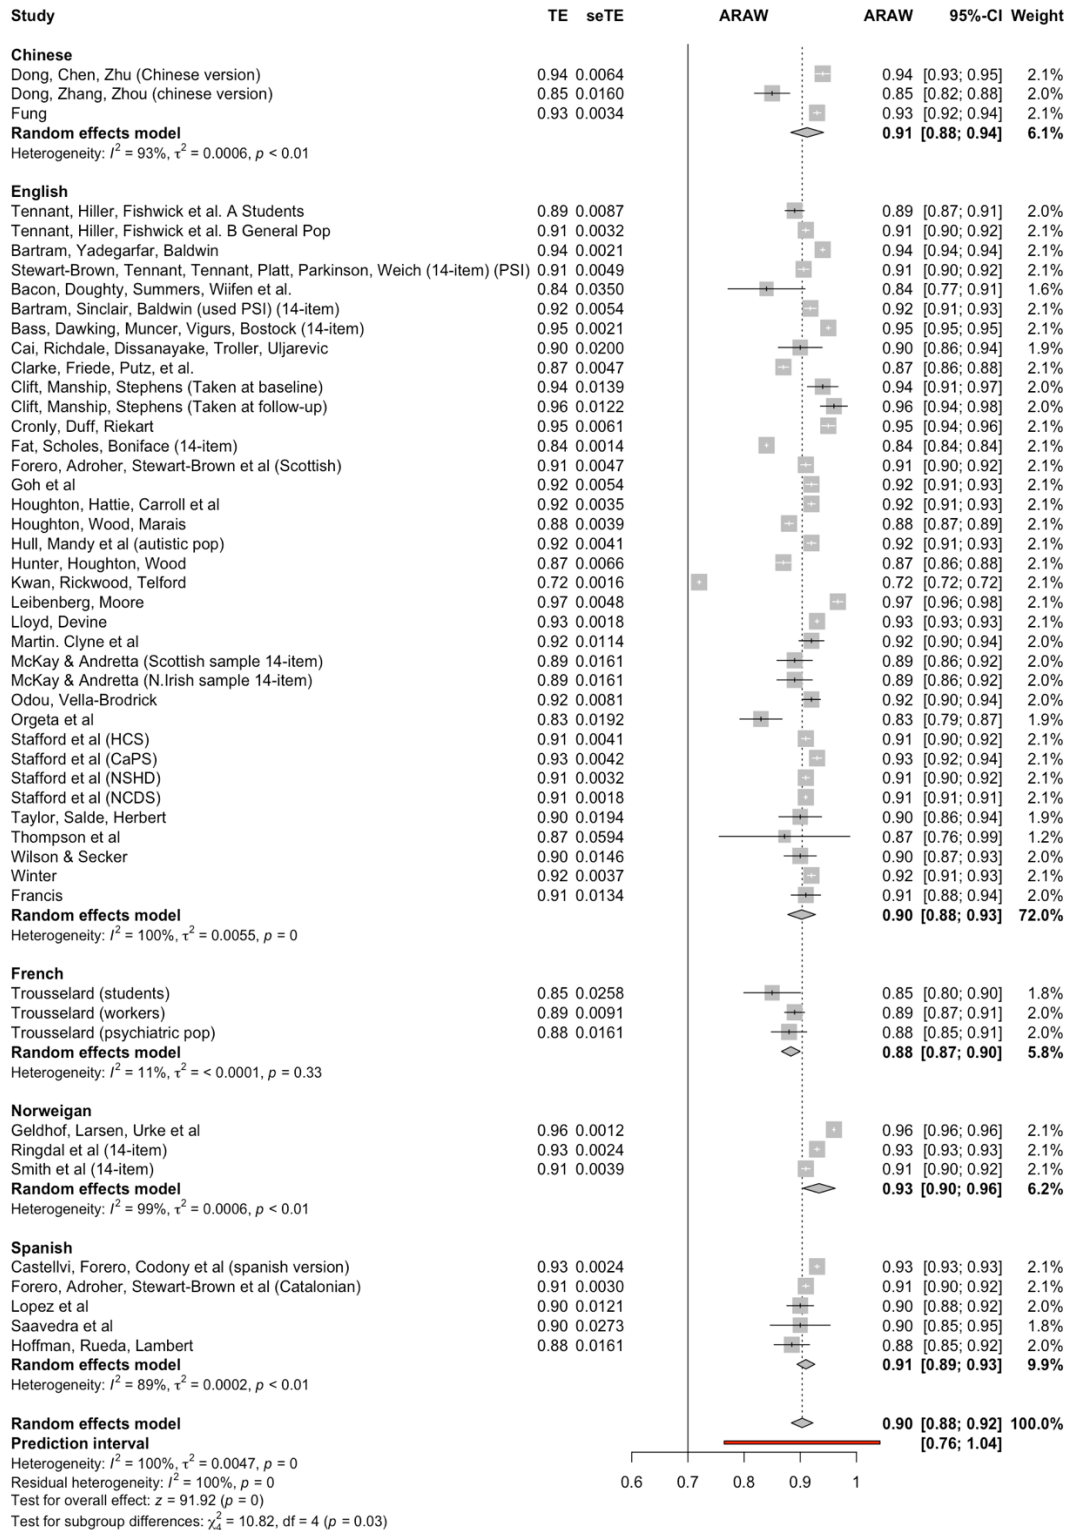 Study TE seTE ARAW ARAW 95%-CI Weight
Chinese
Dong, Chen, Zhu (Chinese version) 0.94 0.0064 0.94 [0.93; 0.95] 2.1%
Dong, Zhang, Zhou (chinese version) 0.85 0.0160 0.85 [0.82; 0.88] 2.0%
Fung 0.93 0.0034 0.93 [0.92; 0.94] 2.1%
Random effects model 0.91 [0.88; 0.94] 6.1%
Heterogeneity: I² = 93%, τ² = 0.0006, p < 0.01
English
Tennant, Hiller, Fishwick et al. A Students 0.89 0.0087 0.89 [0.87; 0.91] 2.0%
Tennant, Hiller, Fishwick et al. B General Pop 0.91 0.0032 0.91 [0.90; 0.92] 2.1%
Bartram, Yadegarfar, Baldwin 0.94 0.0021 0.94 [0.94; 0.94] 2.1%
Stewart-Brown, Tennant, Tennant, Platt, Parkinson, Weich (14-item) (PSI) 0.91 0.0049 0.91 [0.90; 0.92] 2.1%
Bacon, Doughty, Summers, Wiifen et al. 0.84 0.0350 0.84 [0.77; 0.91] 1.6%
Bartram, Sinclair, Baldwin (used PSI) (14-item) 0.92 0.0054 0.92 [0.91; 0.93] 2.1%
Bass, Dawking, Muncer, Vigurs, Bostock (14-item) 0.95 0.0021 0.95 [0.95; 0.95] 2.1%
Cai, Richdale, Dissanayake, Troller, Uljarevic 0.90 0.0200 0.90 [0.86; 0.94] 1.9%
Clarke, Friede, Putz, et al. 0.87 0.0047 0.87 [0.86; 0.88] 2.1%
Clift, Manship, Stephens (Taken at baseline) 0.94 0.0139 0.94 [0.91; 0.97] 2.0%
Clift, Manship, Stephens (Taken at follow-up) 0.96 0.0122 0.96 [0.94; 0.98] 2.0%
Cronly, Duff, Riekart 0.95 0.0061 0.95 [0.94; 0.96] 2.1%
Fat, Scholes, Boniface (14-item) 0.84 0.0014 0.84 [0.84; 0.84] 2.1%
Forero, Adroher, Stewart-Brown et al (Scottish) 0.91 0.0047 0.91 [0.90; 0.92] 2.1%
Goh et al 0.92 0.0054 0.92 [0.91; 0.93] 2.1%
Houghton, Hattie, Carroll et al 0.92 0.0035 0.92 [0.91; 0.93] 2.1%
Houghton, Wood, Marais 0.88 0.0039 0.88 [0.87; 0.89] 2.1%
Hull, Mandy et al (autistic pop) 0.92 0.0041 0.92 [0.91; 0.93] 2.1%
Hunter, Houghton, Wood 0.87 0.0066 0.87 [0.86; 0.88] 2.1%
Kwan, Rickwood, Telford 0.72 0.0016 0.72 [0.72; 0.72] 2.1%
Leibenberg, Moore 0.97 0.0048 0.97 [0.96; 0.98] 2.1%
Lloyd, Devine 0.93 0.0018 0.93 [0.93; 0.93] 2.1%
Martin. Clyne et al 0.92 0.0114 0.92 [0.90; 0.94] 2.0%
McKay & Andretta (Scottish sample 14-item) 0.89 0.0161 0.89 [0.86; 0.92] 2.0%
McKay & Andretta (N.Irish sample 14-item) 0.89 0.0161 0.89 [0.86; 0.92] 2.0%
Odou, Vella-Brodrick 0.92 0.0081 0.92 [0.90; 0.94] 2.0%
Orgeta et al 0.83 0.0192 0.83 [0.79; 0.87] 1.9%
Stafford et al (HCS) 0.91 0.0041 0.91 [0.90; 0.92] 2.1%
Stafford et al (CaPS) 0.93 0.0042 0.93 [0.92; 0.94] 2.1%
Stafford et al (NSHD) 0.91 0.0032 0.91 [0.90; 0.92] 2.1%
Stafford et al (NCDS) 0.91 0.0018 0.91 [0.91; 0.91] 2.1%
Taylor, Salde, Herbert 0.90 0.0194 0.90 [0.86; 0.94] 1.9%
Thompson et al 0.87 0.0594 0.87 [0.76; 0.99] 1.2%
Wilson & Secker 0.90 0.0146 0.90 [0.87; 0.93] 2.0%
Winter 0.92 0.0037 0.92 [0.91; 0.93] 2.1%
Francis 0.91 0.0134 0.91 [0.88; 0.94] 2.0%
Random effects model 0.90 [0.88; 0.93] 72.0%
Heterogeneity: I² = 100%, τ² = 0.0055, p = 0
French
Trousselard (students) 0.85 0.0258 0.85 [0.80; 0.90] 1.8%
Trousselard (workers) 0.89 0.0091 0.89 [0.87; 0.91] 2.0%
Trousselard (psychiatric pop) 0.88 0.0161 0.88 [0.85; 0.91] 2.0%
Random effects model 0.88 [0.87; 0.90] 5.8%
Heterogeneity: I² = 11%, τ² = < 0.0001, p = 0.33
Norweigan
Geldhof, Larsen, Urke et al 0.96 0.0012 0.96 [0.96; 0.96] 2.1%
Ringdal et al (14-item) 0.93 0.0024 0.93 [0.93; 0.93] 2.1%
Smith et al (14-item) 0.91 0.0039 0.91 [0.90; 0.92] 2.1%
Random effects model 0.93 [0.90; 0.96] 6.2%
Heterogeneity: I² = 99%, τ² = 0.0006, p < 0.01
Spanish
Castellvi, Forero, Codony et al (spanish version) 0.93 0.0024 0.93 [0.93; 0.93] 2.1%
Forero, Adroher, Stewart-Brown et al (Catalonian) 0.91 0.0030 0.91 [0.90; 0.92] 2.1%
Lopez et al 0.90 0.0121 0.90 [0.88; 0.92] 2.0%
Saavedra et al 0.90 0.0273 0.90 [0.85; 0.95] 1.8%
Hoffman, Rueda, Lambert 0.88 0.0161 0.88 [0.85; 0.92] 2.0%
Random effects model 0.91 [0.89; 0.93] 9.9%
Heterogeneity: I² = 89%, τ² = 0.0002, p < 0.01
Random effects model 0.90 [0.88; 0.92] 100.0%
Prediction interval [0.76; 1.04]
Heterogeneity: I² = 100%, τ² = 0.0047, p = 0
Residual heterogeneity: I² = 100%, p = 0
0.6 0.7 0.8 0.9 1
Test for overall effect: z = 91.92 (p = 0)
Test for subgroup differences: χ²₄ = 10.82, df = 4 (p = 0.03)